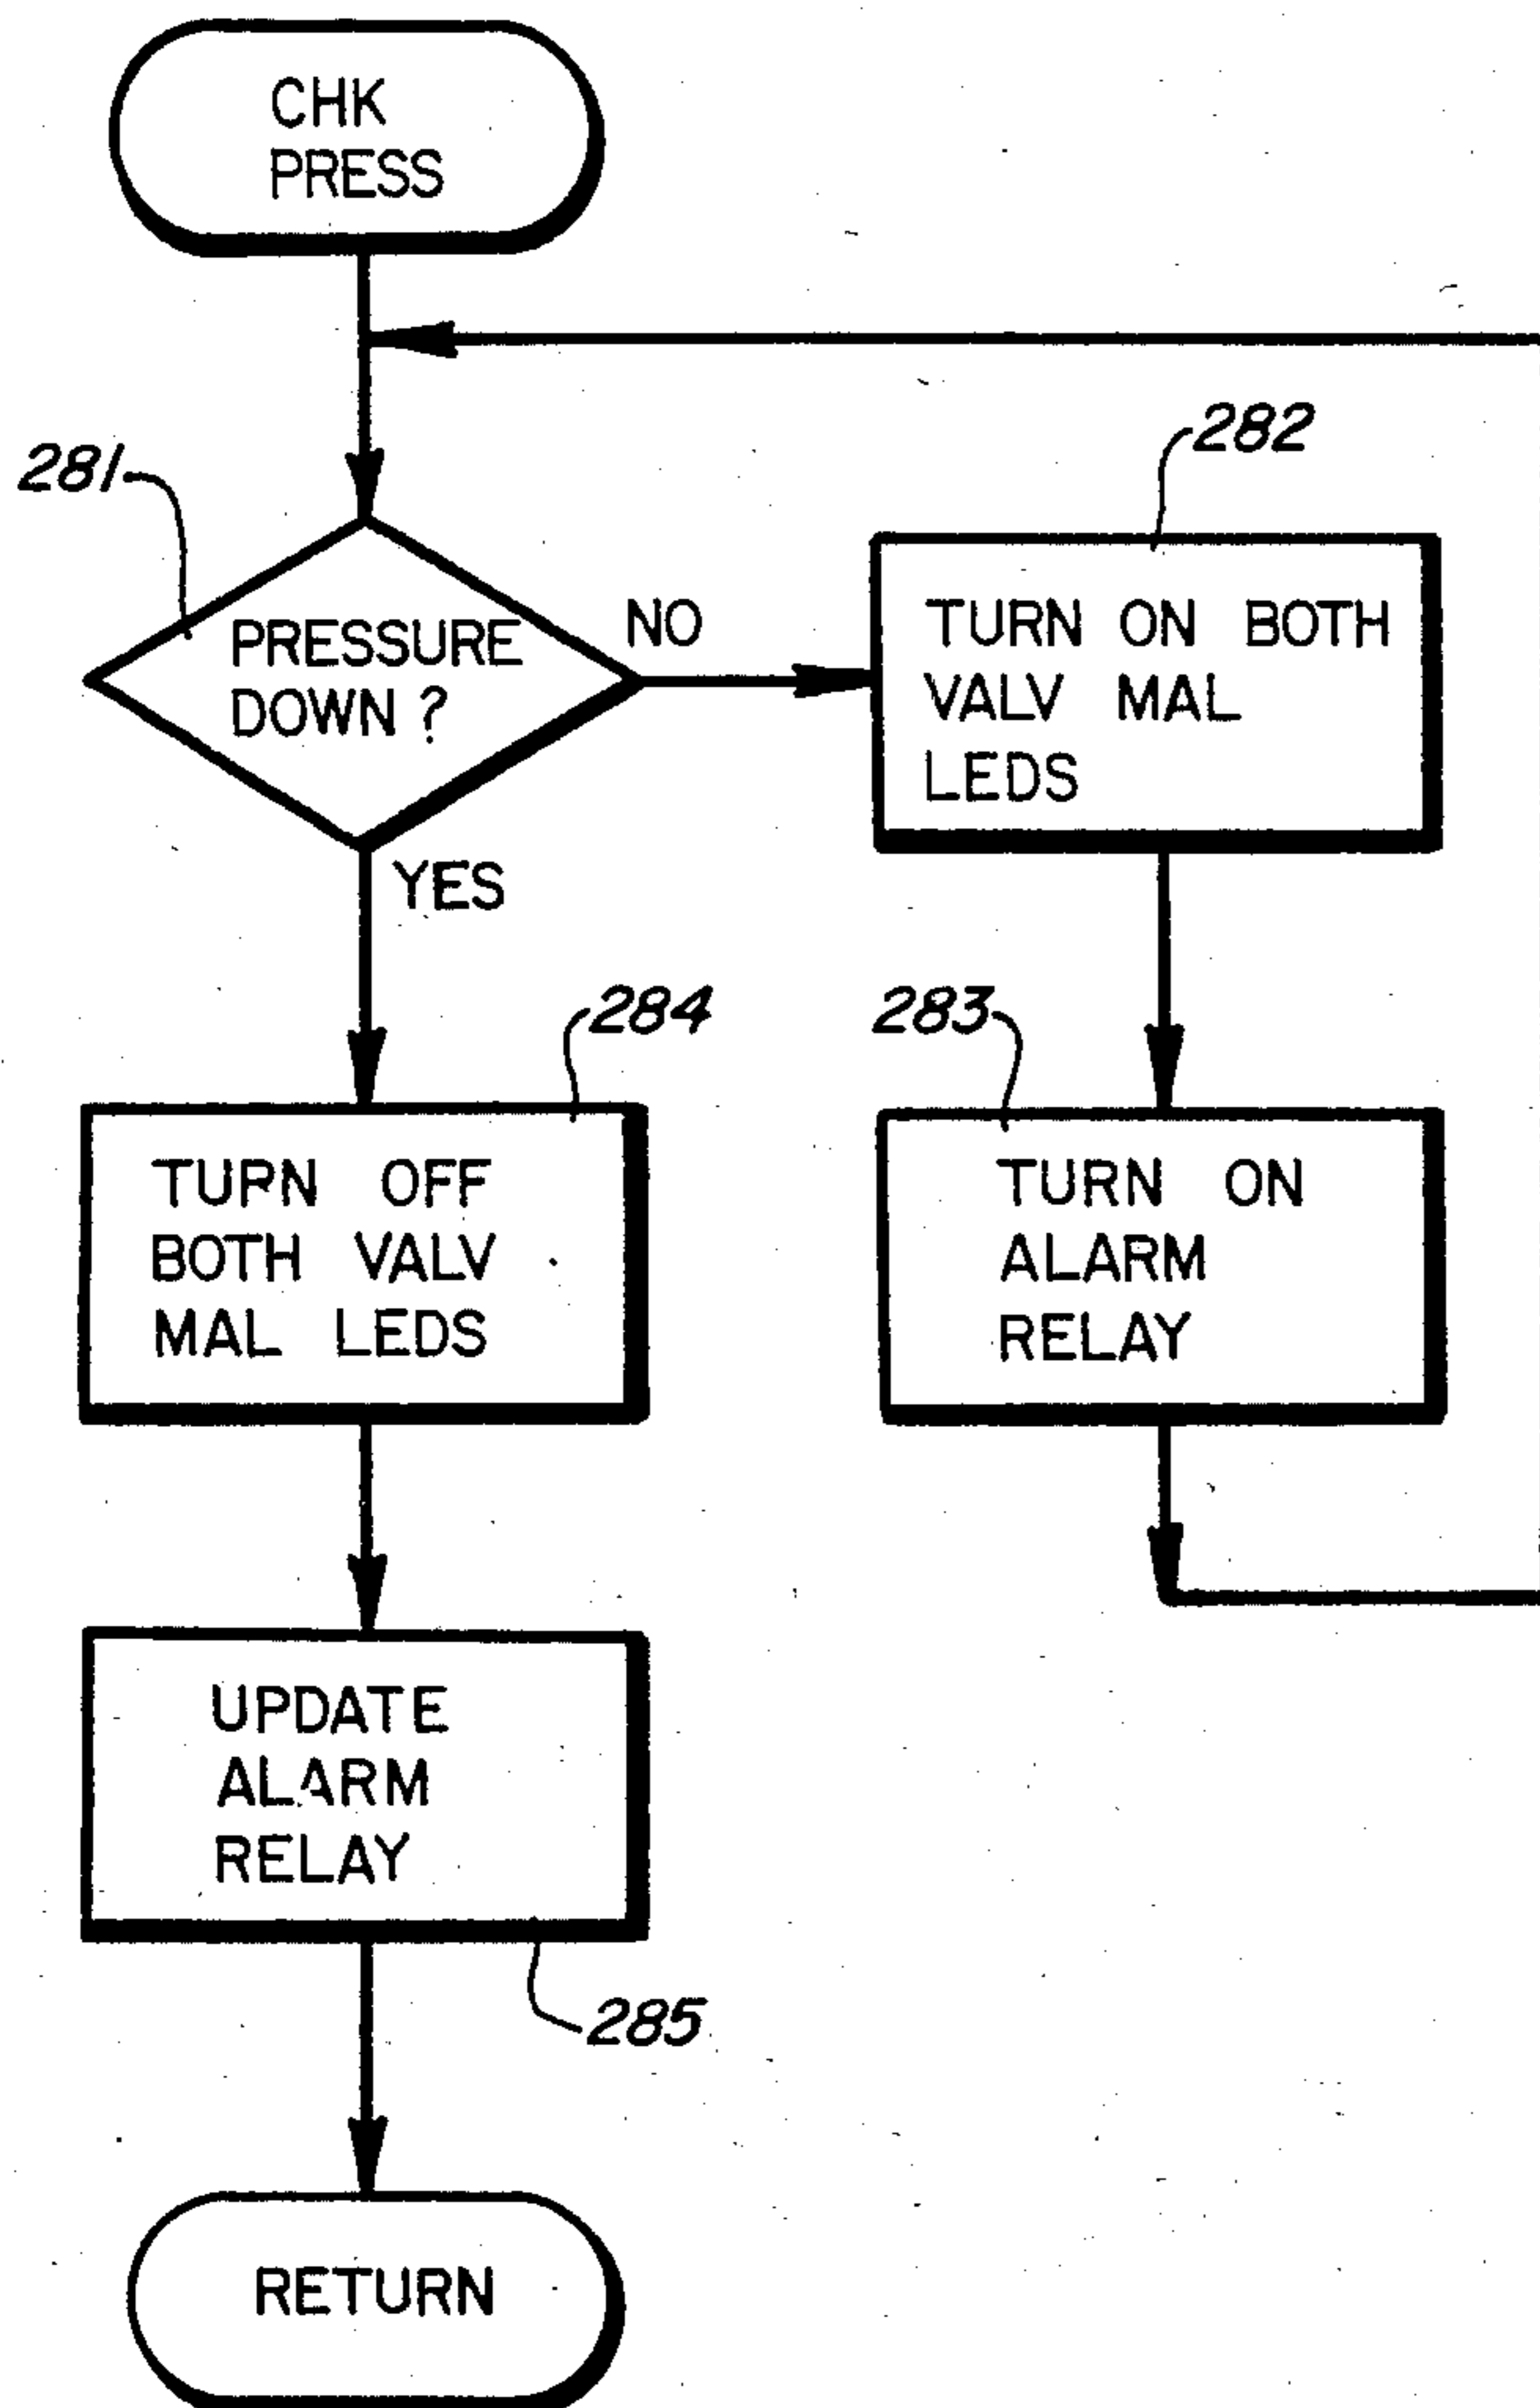 CHK
PRESS
281
PRESSURE
DOWN?
NO
282
TURN ON BOTH
VALV MAL
LEDS
YES
284
TURN OFF
BOTH VALV
MAL LEDS
283
TURN ON
ALARM
RELAY
UPDATE
ALARM
RELAY
285
RETURN